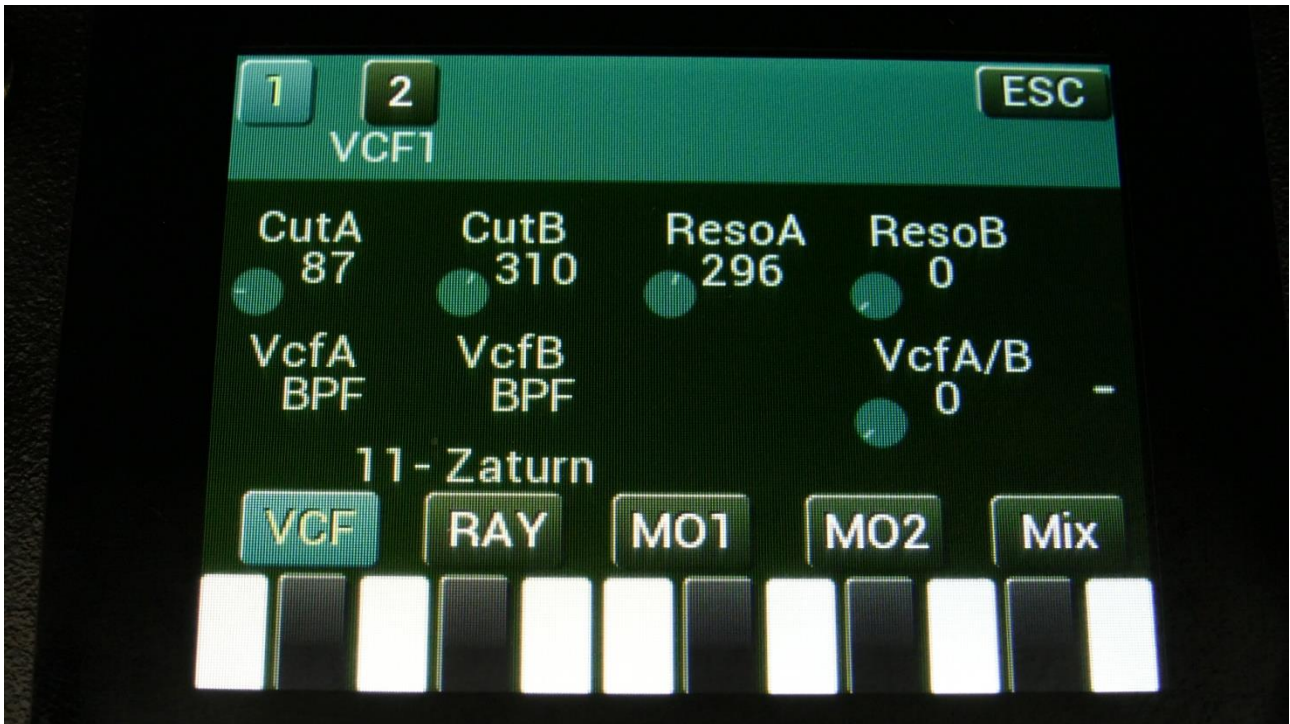 1 2 ESC
VCF1
CutA CutB ResoA ResoB
87 310 296 0
VcfA VcfB VcfA/B
BPF BPF 0 -
11- Zaturn
VCF RAY MO1 MO2 Mix